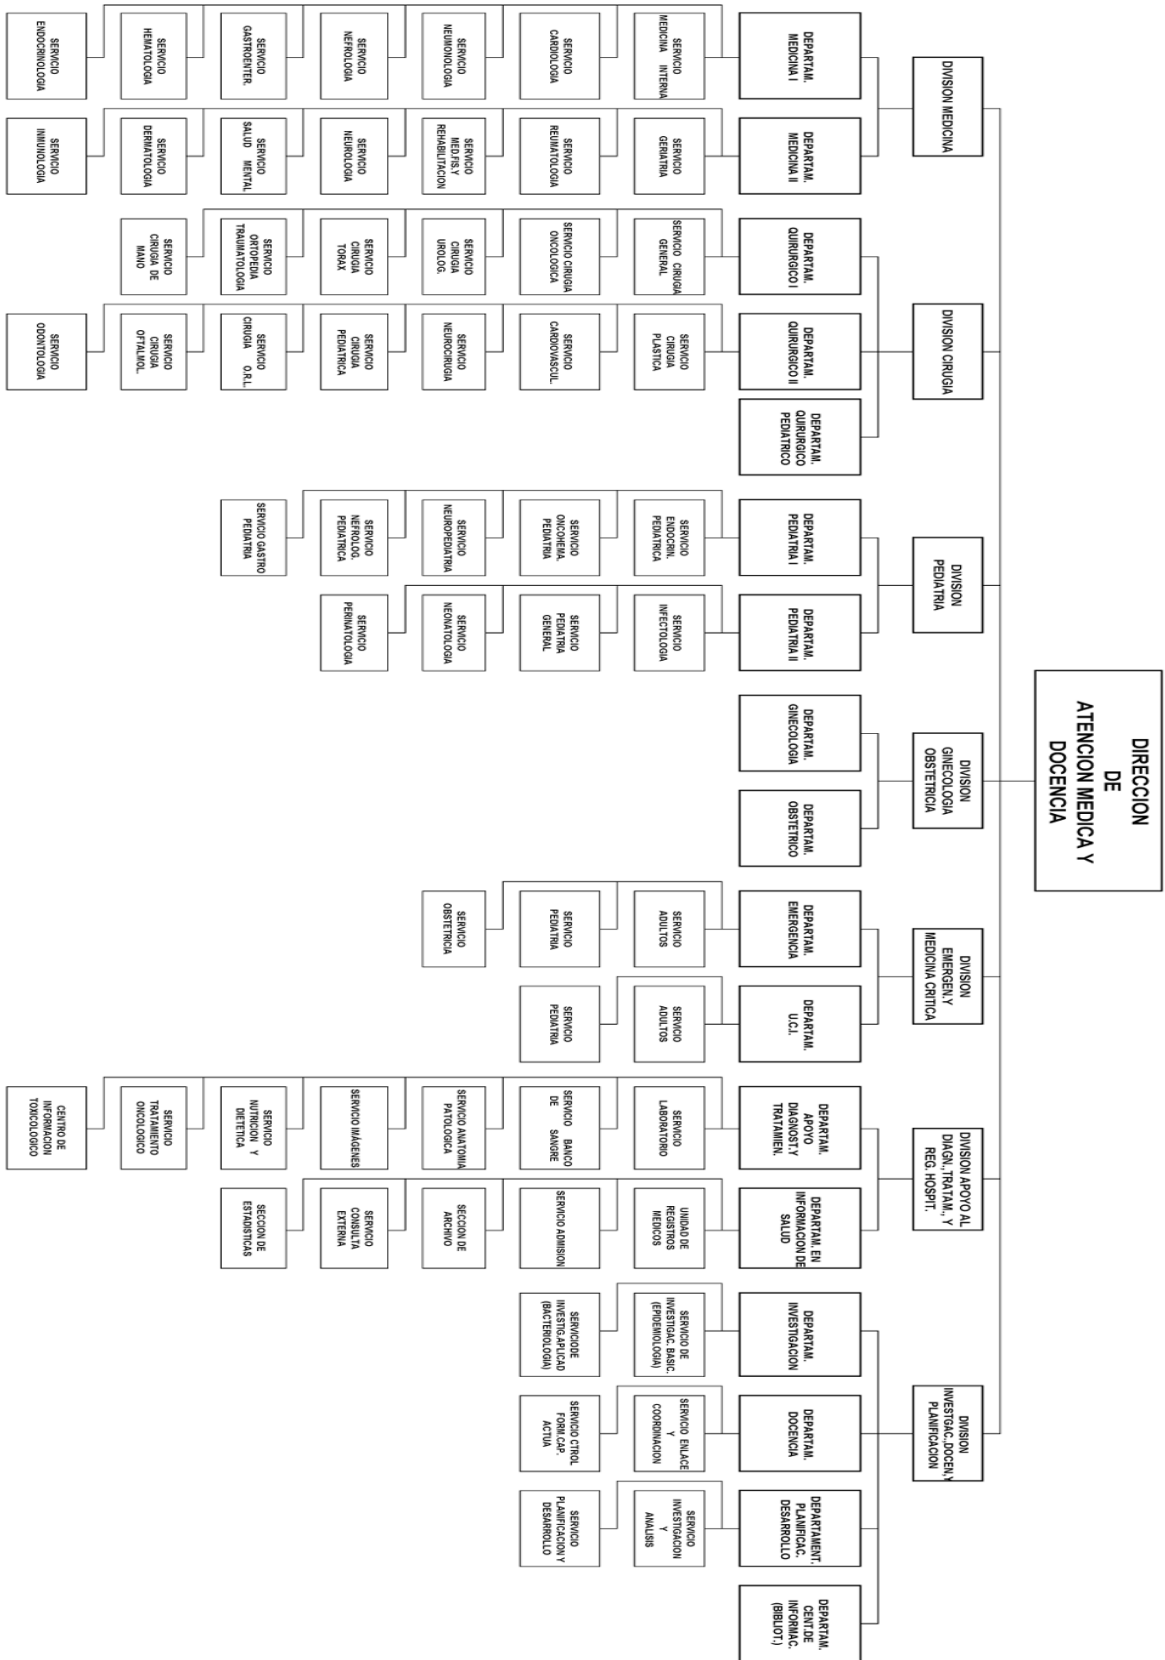 DIRECCION
DE
ATENCION MEDICA Y
DOCENCIA
DIVISION MEDICINA
DIVISION CIRUGIA
DIVISION
PEDIATRIA
DIVISION
GINECOLOGIA
OBSTETRICIA
DIVISION
EMERGEN.Y
MEDICINA CRITICA
DIVISION APOYO AL
DIAGN.,TRATAM., Y
REG. HOSPIT.
DIVISION
INVESTGAC.,DOCEN,Y
PLANIFICACION
DEPARTAM.
MEDICINA I
DEPARTAM.
MEDICINA II
DEPARTAM.
QUIRURGICO I
DEPARTAM.
QUIRURGICO II
DEPARTAM.
QUIRURGICO
PEDIATRICO
DEPARTAM.
PEDIATRIA I
DEPARTAM.
PEDIATRIA II
DEPARTAM.
GINECOLOGIA
DEPARTAM.
OBSTETRICO
DEPARTAM.
EMERGENCIA
DEPARTAM.
U.C.I.
DEPARTAM.
APOYO
DIAGNOST.Y
TRATAMIEN.
DEPARTAM. EN
INFORMACION DE
SALUD
DEPARTAM.
INVESTIGACION
DEPARTAM.
DOCENCIA
DEPARTAMENT.
PLANIFICAC.
DESARROLLO
DEPARTAM.
CENT.DE
INFORMAC.
(BIBLIOT.)
SERVICIO
MEDICINA INTERNA
SERVICIO
GERIATRIA
SERVICIO CIRUGIA
GENERAL
SERVICIO
CIRUGIA
PLASTICA
SERVICIO
ENDOCRIN.
PEDIATRICA
SERVICIO
INFECTOLOGIA
SERVICIO
ADULTOS
SERVICIO
ADULTOS
SERVICIO
LABORATORIO
UNIDAD DE
REGISTROS
MEDICOS
SERVICIO DE
INVESTIGAC. BASIC.
(EPIDEMIOLOGIA)
SERVICIO ENLACE
Y
COORDINACION
SERVICIO
INVESTIGACION
Y
ANALISIS
SERVICIO
CARDIOLOGIA
SERVICIO
REUMATOLOGIA
SERVICIO CIRUGIA
ONCOLOGICA
SERVICIO
CARDIOVASCUL.
SERVICIO
ONCOHEMA.
PEDIATRIA
SERVICIO
PEDIATRIA
GENERAL
SERVICIO
PEDIATRIA
SERVICIO
PEDIATRIA
SERVICIO BANCO
DE SANGRE
SERVICIO ADMISION
SERVICIODE
INVESTIG.APLICAD
(BACTERIOLOGIA)
SERVICIO CTROL
FORM.CAP.
ACTUA
SERVICIO
PLANIFICACION Y
DESARROLLO
SERVICIO
NEUMONOLOGIA
SERVICIO
MED.FIS.Y
REHABILITACION
SERVICIO
CIRUGIA
UROLOG.
SERVICIO
NEUROCIRUGIA
SERVICIO
NEUROPEDIATRIA
SERVICIO
NEONATOLOGIA
SERVICIO
OBSTETRICIA
SERVICIO ANATOMIA
PATOLOGICA
SECCION DE
ARCHIVO
SERVICIO
NEFROLOGIA
SERVICIO
NEUROLOGIA
SERVICIO
CIRUGIA
TORAX
SERVICIO
CIRUGIA
PEDIATRICA
SERVICIO
NEFROLOG.
PEDIATRICA
SERVICIO
PERINATOLOGIA
SERVICIO IMÁGENES
SERVICIO
CONSULTA
EXTERNA
SERVICIO
GASTROENTER.
SERVICIO
SALUD MENTAL
SERVICIO
ORTOPEDIA
TRAUMATOLOGIA
SERVICIO
CIRUGIA O.R.L.
SERVICIO GASTRO
PEDIATRIA
SERVICIO
NUTRICION Y
DIETETICA
SECCION DE
ESTADISTICAS
SERVICIO
HEMATOLOGIA
SERVICIO
DERMATOLOGIA
SERVICIO
CIRUGIA DE
MANO
SERVICIO
CIRUGIA
OFTALMOL.
SERVICIO
TRATAMIENTO
ONCOLOGICO
SERVICIO
ENDOCRINOLOGIA
SERVICIO
INMUNOLOGIA
SERVICIO
ODONTOLOGIA
CENTRO DE
INFORMACION
TOXICOLOGICO